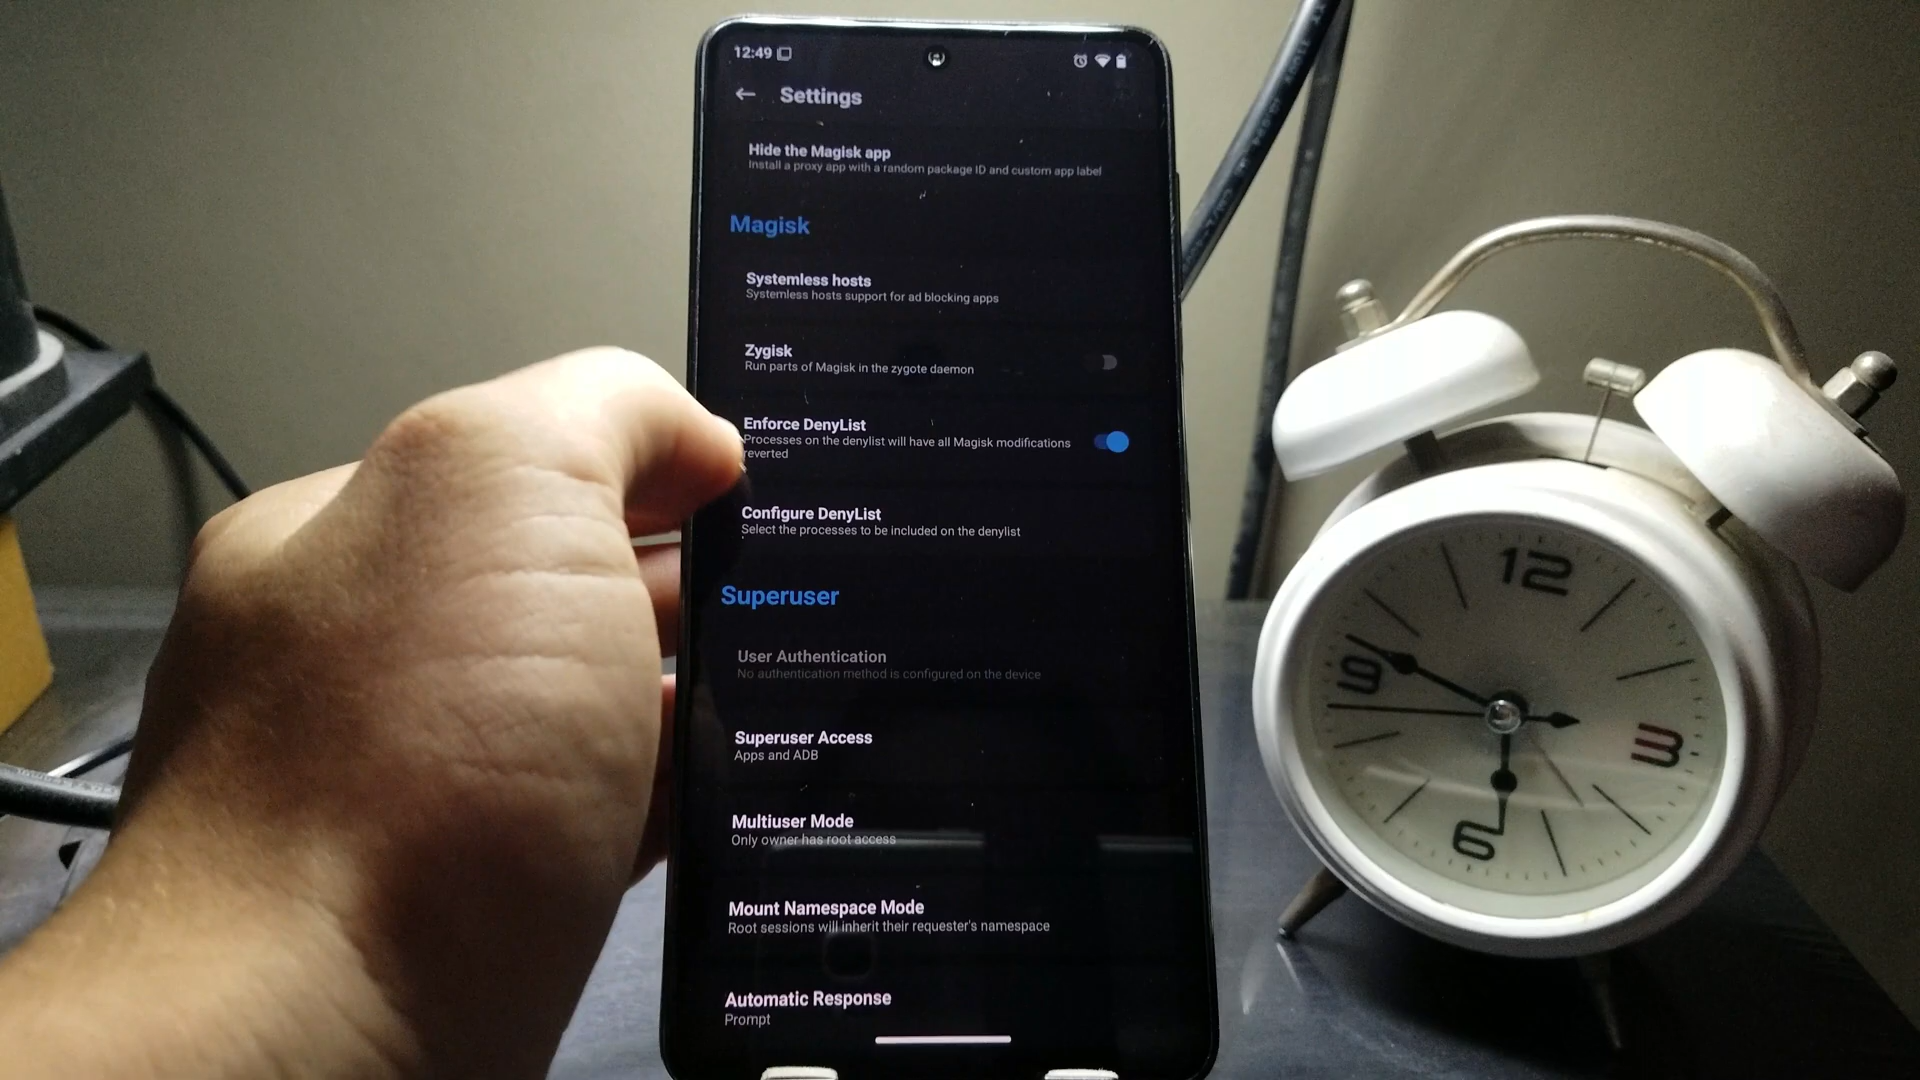 12:49
Settings
Hide the Magisk app
Install a proxy app with a random package ID and custom app label
Magisk
Systemless hosts
Systemless hosts support for ad blocking apps
Zygisk
Run parts of Magisk in the zygote daemon
Enforce DenyList
Processes on the denylist will have all Magisk modifications
reverted
Configure DenyList
Select the processes to be included on the denylist
Superuser
User Authentication
No authentication method is configured on the device
Superuser Access
Apps and ADB
Multiuser Mode
Only owner has root access
Mount Namespace Mode
Root sessions will inherit their requester's namespace
Automatic Response
Prompt
12
9
3
6